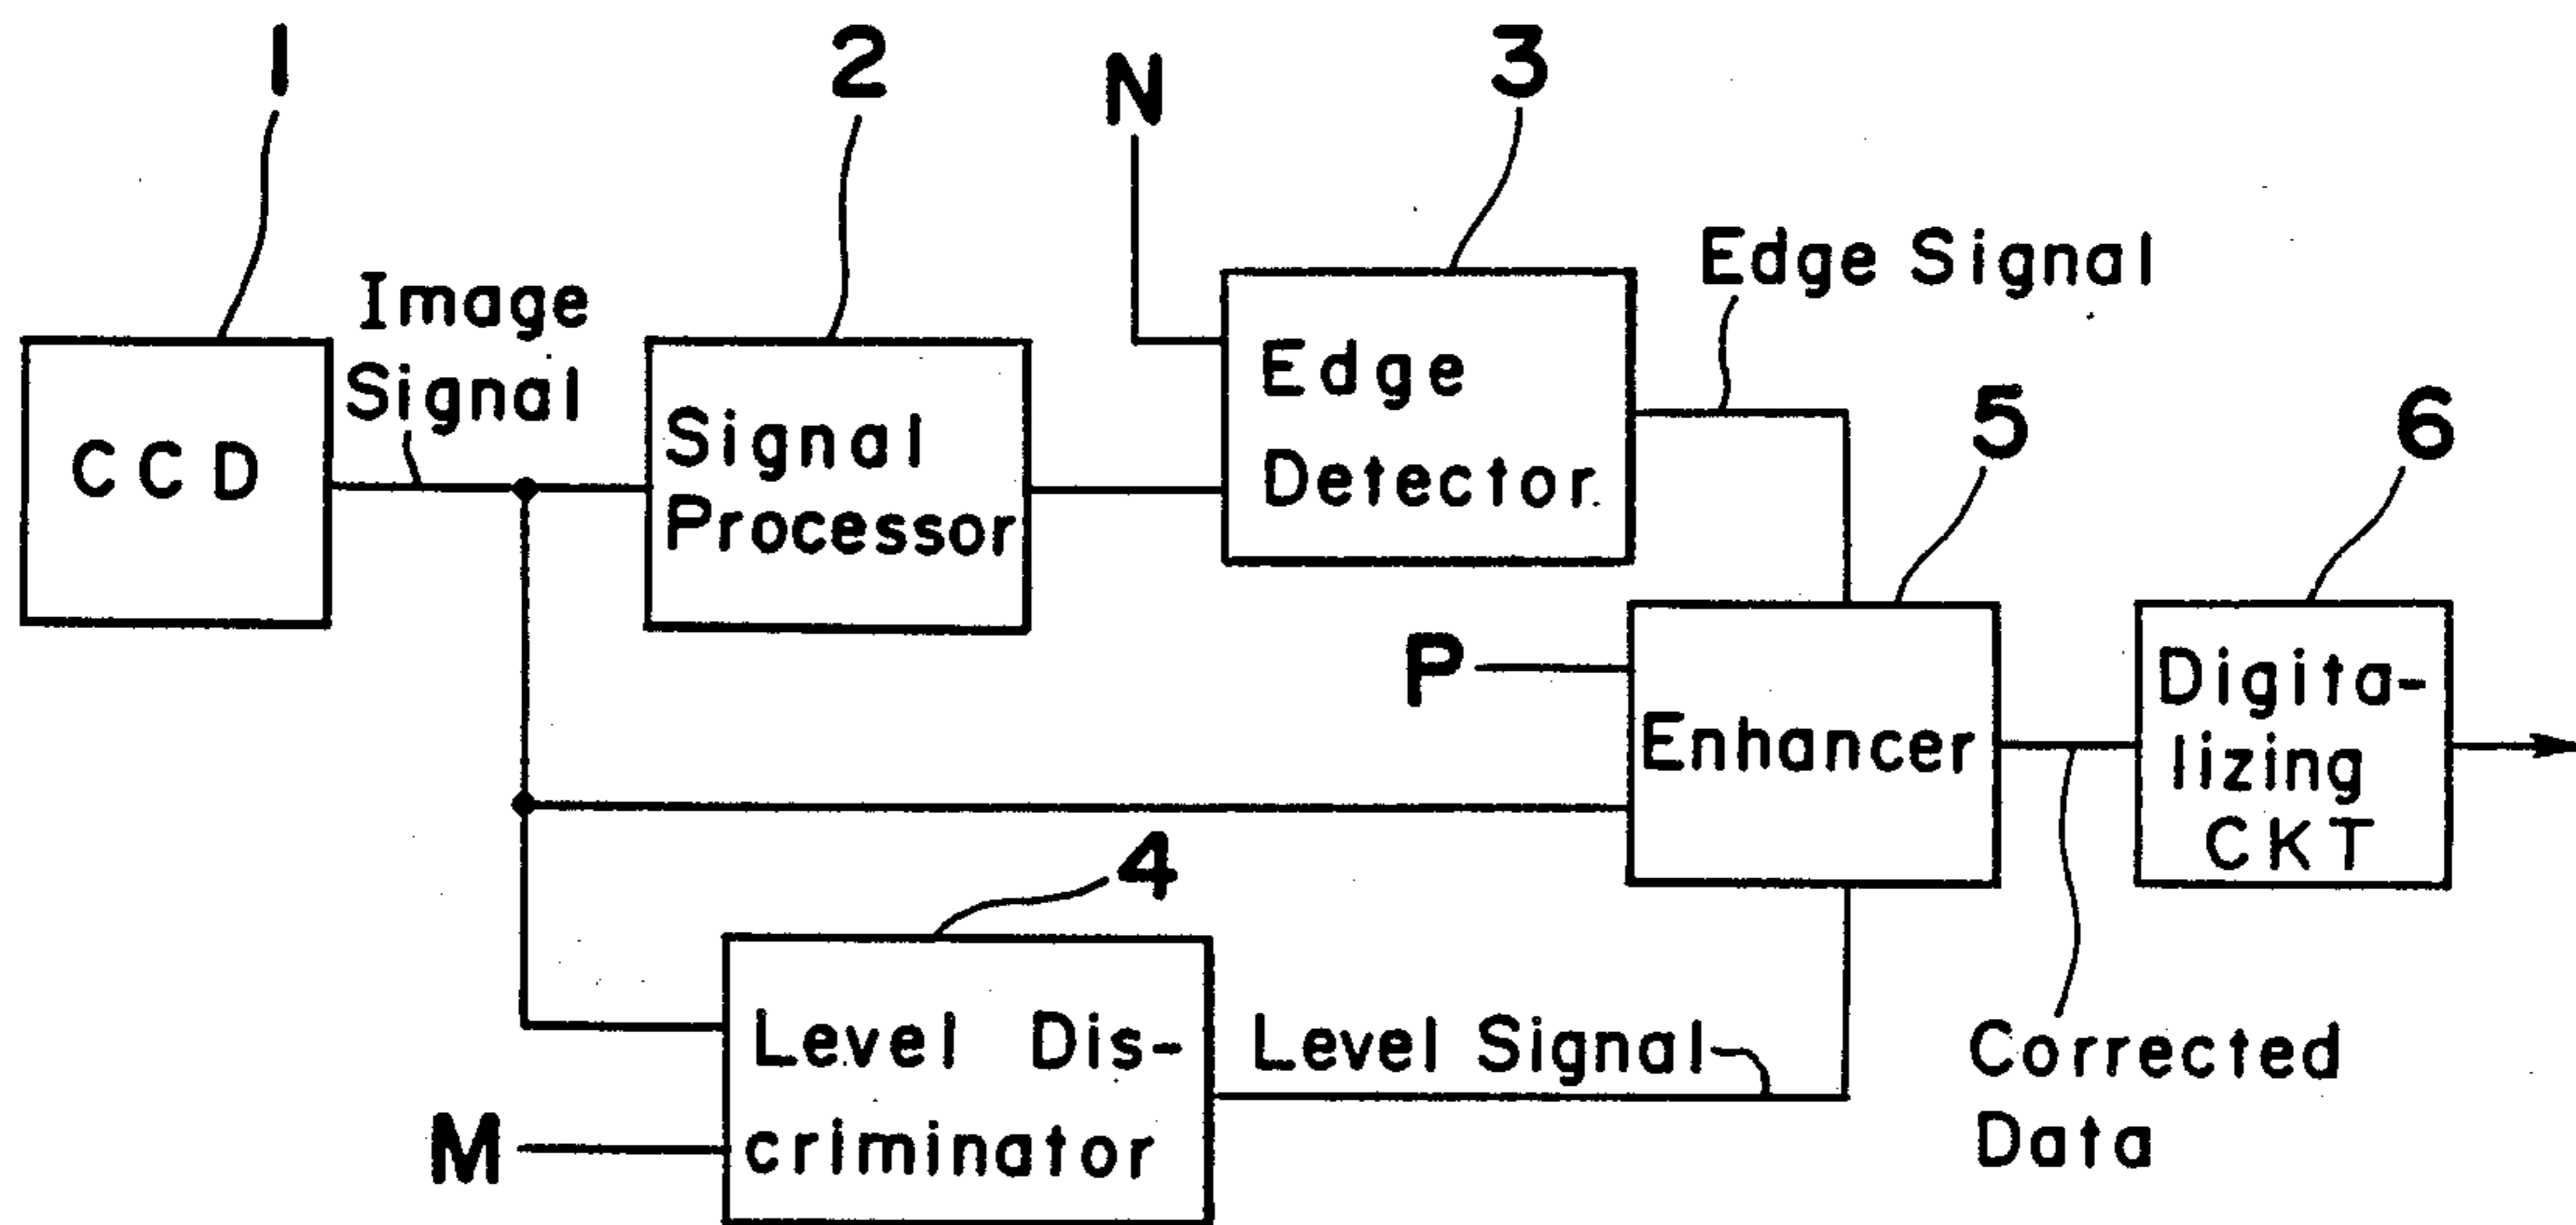 1
2
N
3
Edge Signal
Image
Signal
CCD
Signal
Processor
Edge
Detector
5
6
P
Enhancer
Digita-
lizing
CKT
4
Level Dis-
criminator
M
Level Signal
Corrected
Data